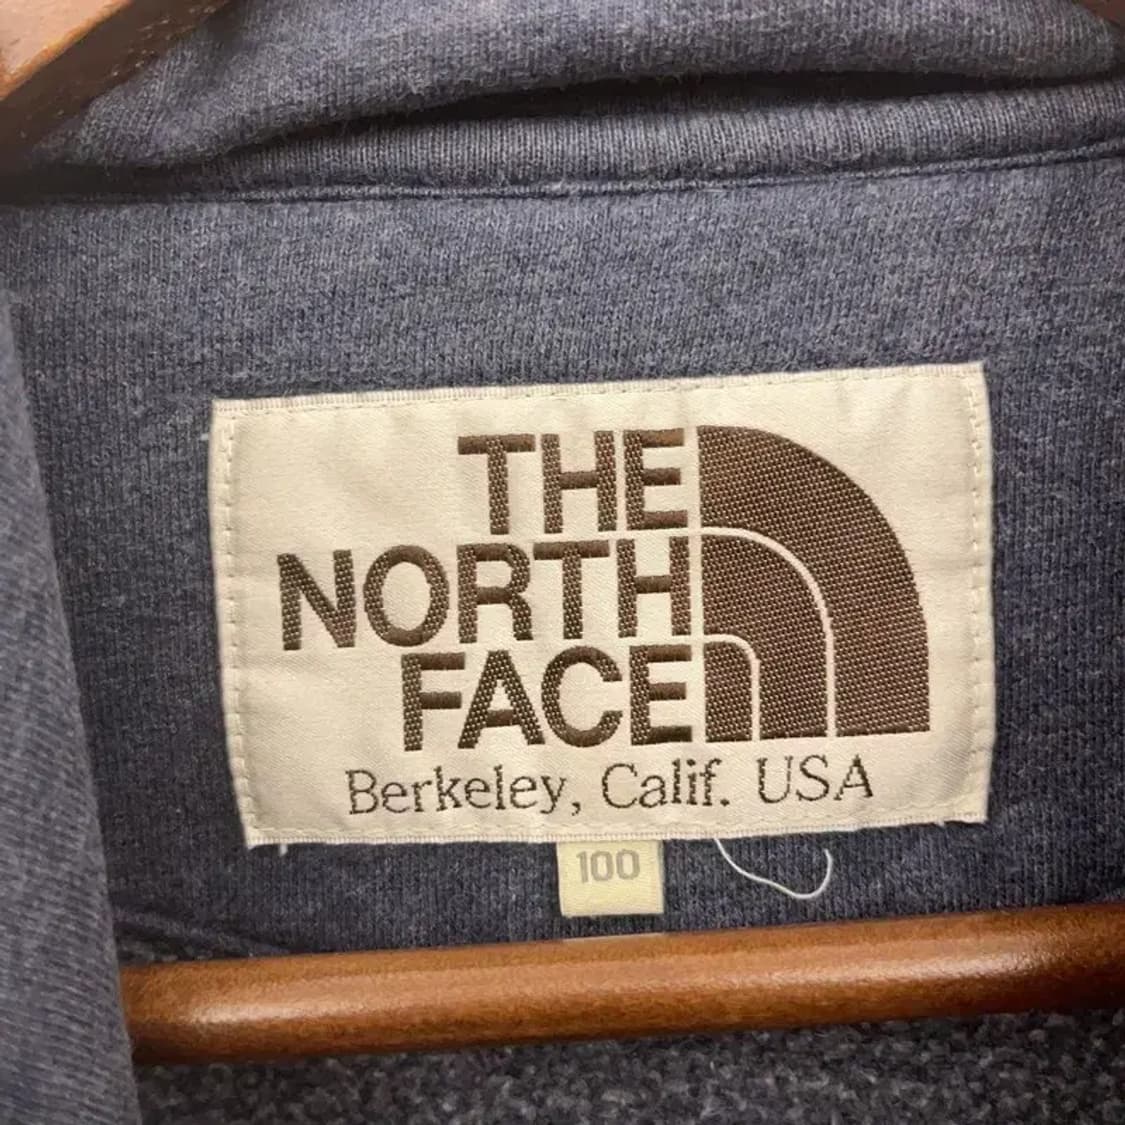 THE
NORTH
FACE
Berkeley, Calif. USA
100